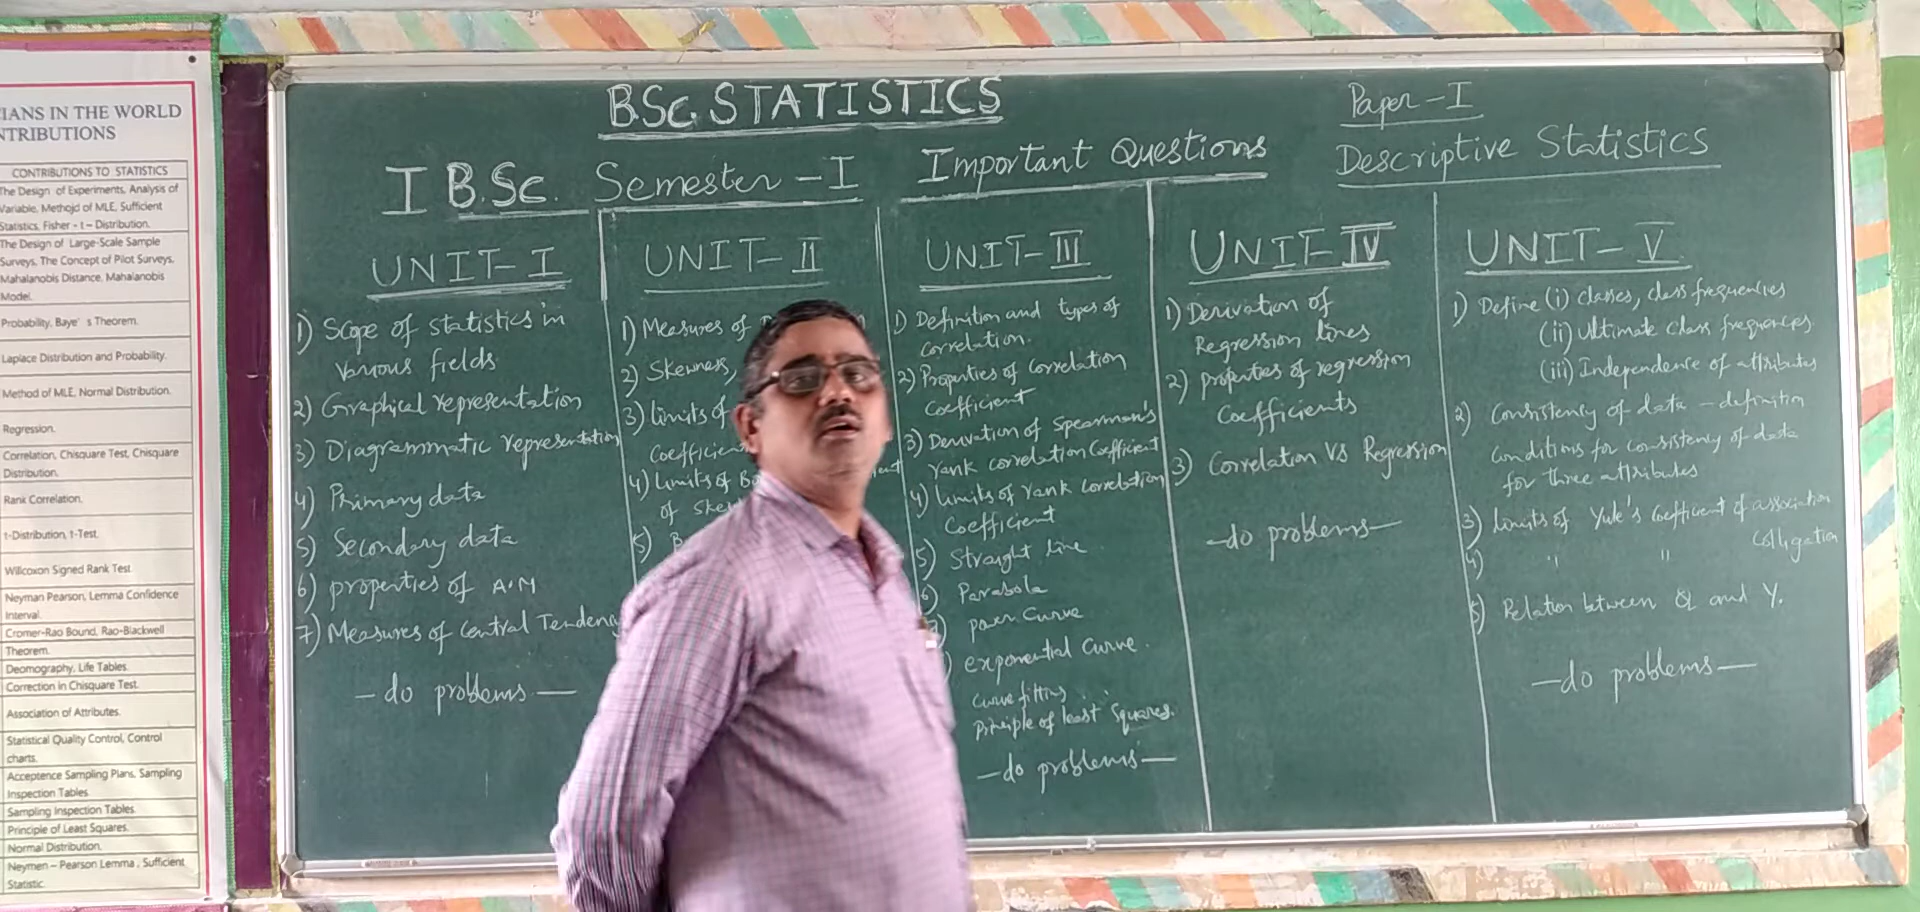 IANS IN THE WORLD
NTRIBUTIONS
CONTRIBUTIONS TO STATISTICS
The Design of Experiments, Analysis of
Variable, Methojd of MLE, Sufficient
Statistics, Fisher - t - Distribution.
The Design of Large-Scale Sample
Surveys, The Concept of Pilot Surveys,
Mahalanobis Distance, Mahalanobis
Model.
Probability, Baye's Theorem.
Laplace Distribution and Probability.
Method of MLE, Normal Distribution.
Regression.
Correlation, Chisquare Test, Chisquare
Distribution.
Rank Correlation.
t-Distribution, t-Test.
Willcoxon Signed Rank Test
Neyman Pearson, Lemma Confidence
Interval.
Cromer-Rao Bound, Rao-Blackwell
Theorem.
Deomography, Life Tables.
Correction in Chisquare Test.
Association of Attributes.
Statistical Quality Control, Control
charts.
Acceptence Sampling Plans, Sampling
Inspection Tables
Sampling Inspection Tables.
Principle of Least Squares.
Normal Distribution.
Neymen – Pearson Lemma, Sufficient
Statistic.
BSc. STATISTICS
Paper - I
I B.Sc. Semester - I Important Questions Descriptive Statistics
UNIT - I
1) Scope of statistics in
various fields
2) Graphical representation
3) Diagrammatic representation
4) Primary data
5) Secondary data
6) properties of A.M
7) Measures of Central Tendency
- do problems -
UNIT - II
1) Measures of
2) Skewness,
3) limits of
Coefficien
4) limits of Bo
of Skew
5) B
UNIT - III
1) Definition and types of
correlation.
2) Properties of Correlation
Coefficient
3) Derivation of Spearman's
rank correlation Coefficient
4) limits of rank correlation
Coefficient
5) Straight line
6) Parabola
) power Curve
) exponential curve.
Curve fitting
Principle of least Squares.
- do problems -
UNIT - IV
1) Derivation of
Regression lines
2) properties of regression
Coefficients
3) Correlation VS Regression
- do problems -
UNIT - V
1) Define (i) classes, class frequencies
(ii) Ultimate class frequencies
(iii) Independence of attributes
2) Consistency of data - definition
conditions for consistency of data
for three attributes
3) limits of Yule's Coefficient of association
4) " " Colligation
5) Relation between Q and Y.
- do problems -